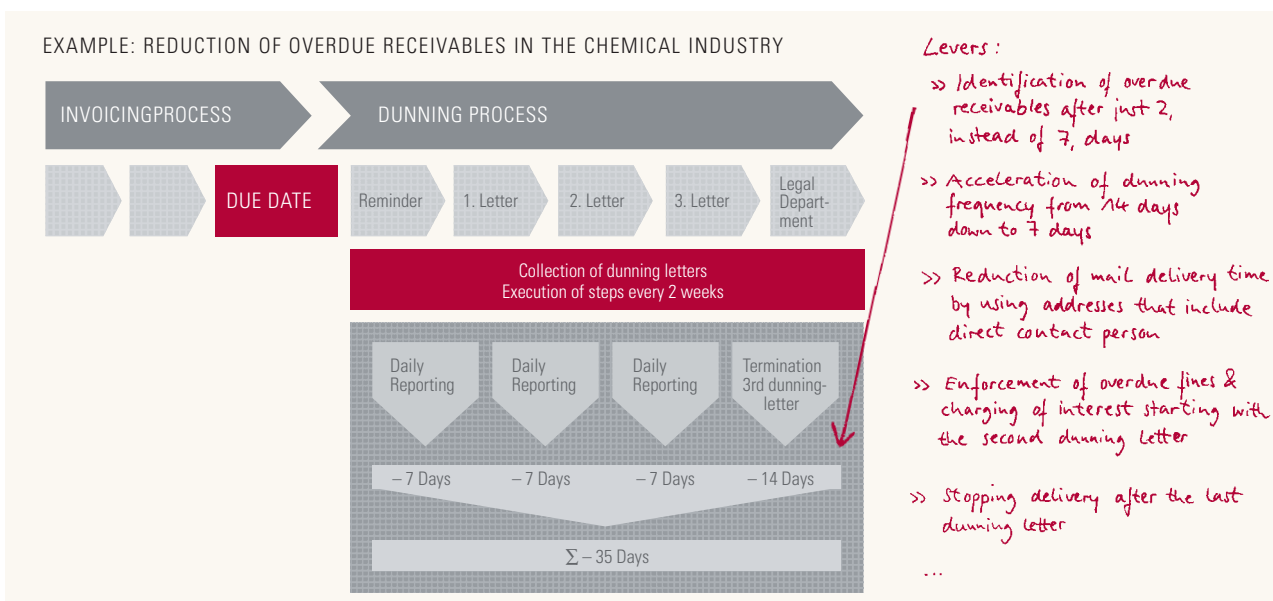 EXAMPLE: REDUCTION OF OVERDUE RECEIVABLES IN THE CHEMICAL INDUSTRY
INVOICINGPROCESS
DUNNING PROCESS
DUE DATE
Reminder
1. Letter
2. Letter
3. Letter
Legal
Depart-
ment
Collection of dunning letters
Execution of steps every 2 weeks
Daily
Reporting
Daily
Reporting
Daily
Reporting
Termination
3rd dunning-
letter
– 7 Days
– 7 Days
– 7 Days
– 14 Days
Σ – 35 Days
Levers:
>> Identification of overdue
receivables after just 2,
instead of 7, days
>> Acceleration of dunning
frequency from 14 days
down to 7 days
>> Reduction of mail delivery time
by using addresses that include
direct contact person
>> Enforcement of overdue fines &
charging of interest starting with
the second dunning letter
>> Stopping delivery after the last
dunning letter
...